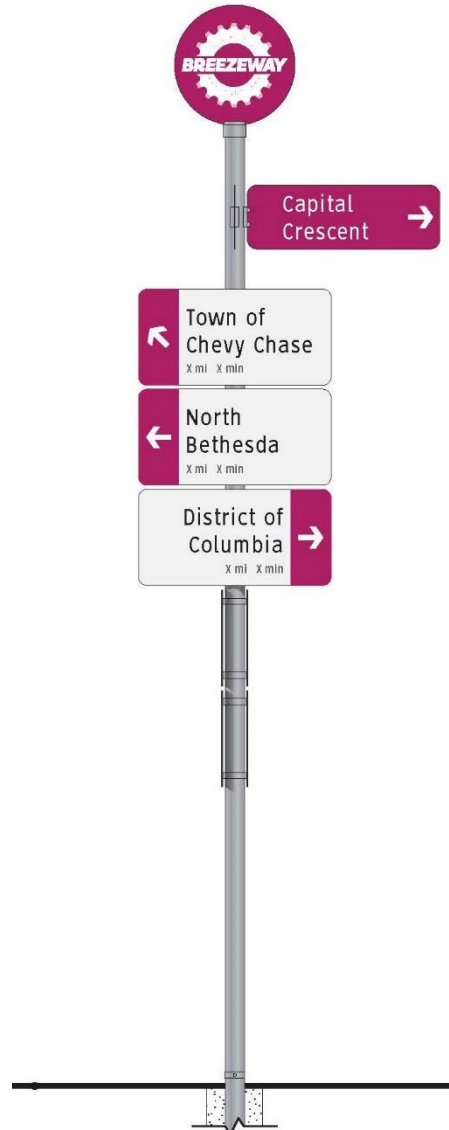 BREEZEWAY
Capital
Crescent
Town of
Chevy Chase
X mi X min
North
Bethesda
X mi X min
District of
Columbia
X mi X min